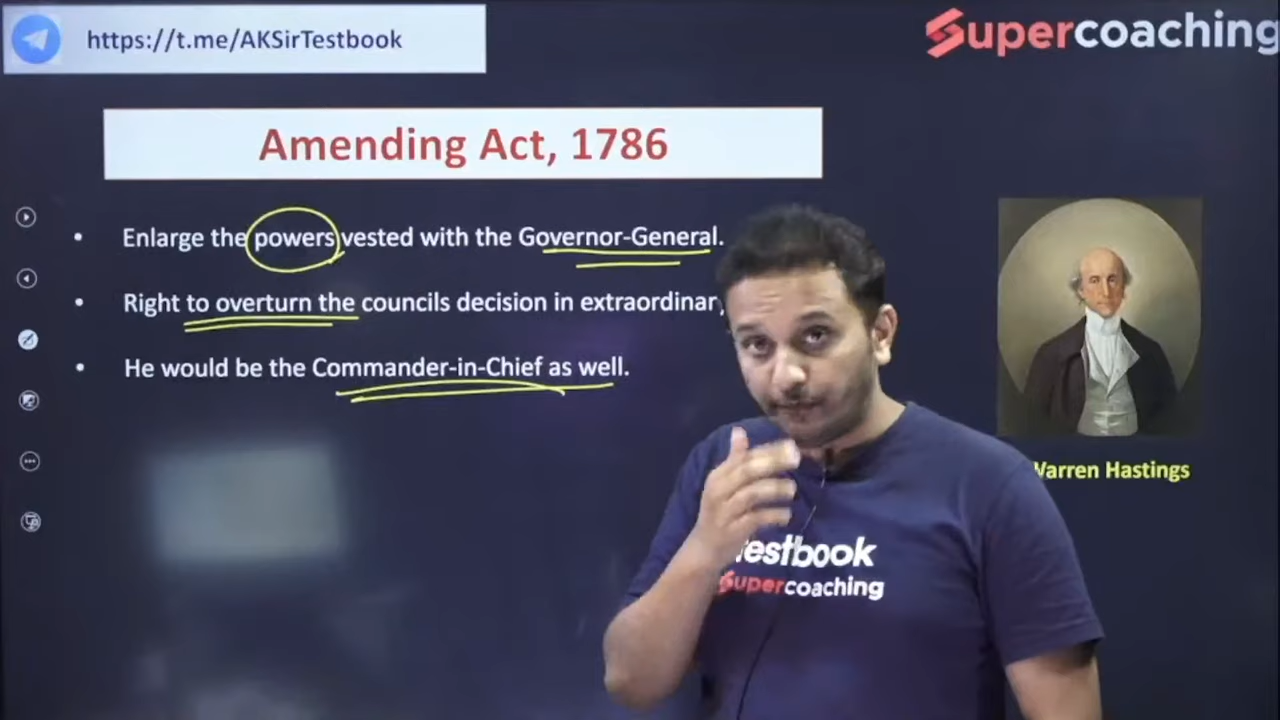 https://t.me/AKSirTestbook
Supercoaching
Amending Act, 1786
• Enlarge the powers vested with the Governor-General.
• Right to overturn the councils decision in extraordinar
• He would be the Commander-in-Chief as well.
Warren Hastings
testbook
Supercoaching